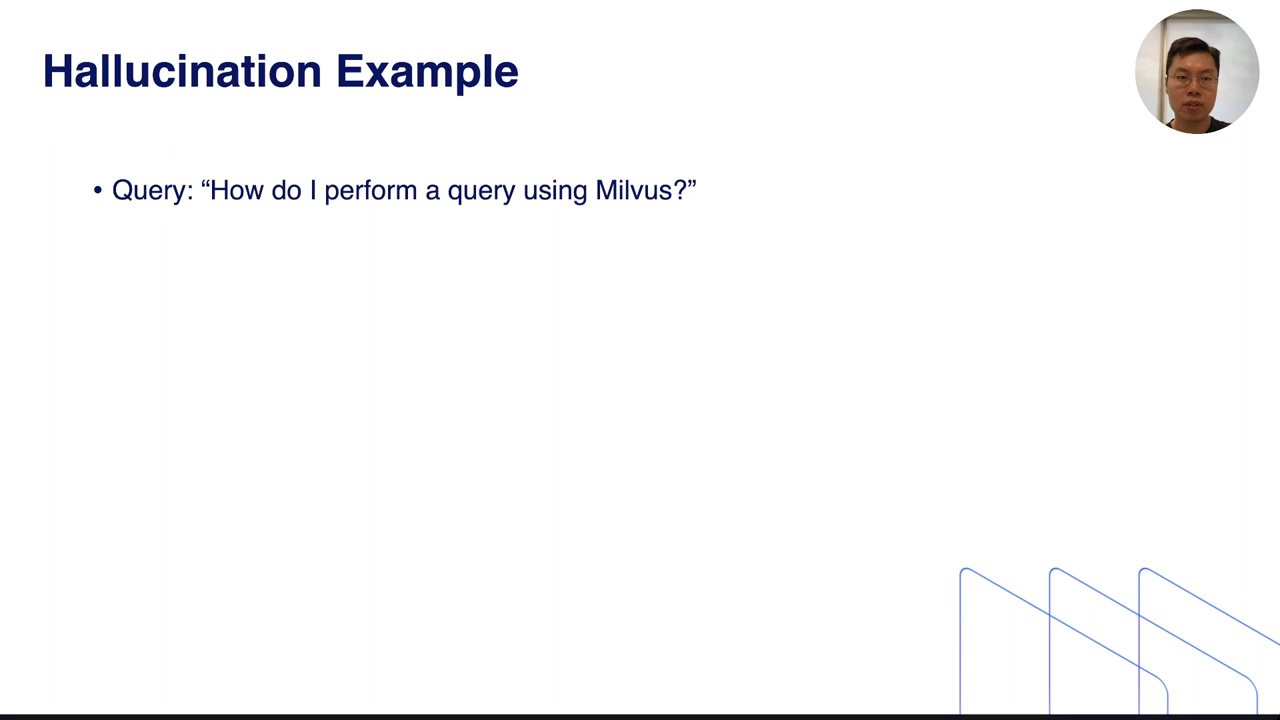 Hallucination Example
• Query: “How do I perform a query using Milvus?”